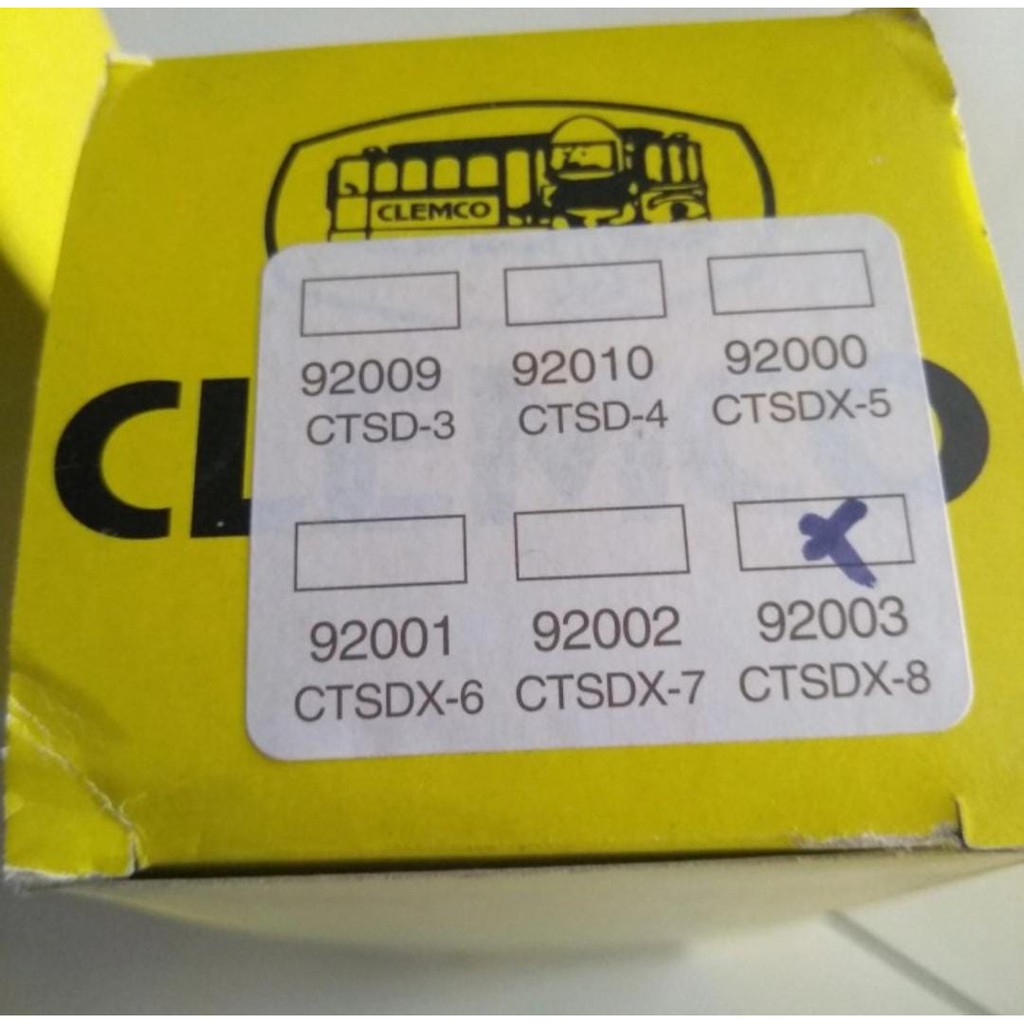 CLEMCO
92009 92010 92000
CTSD-3 CTSD-4 CTSDX-5
CLEMCO
92001 92002 92003
CTSDX-6 CTSDX-7 CTSDX-8